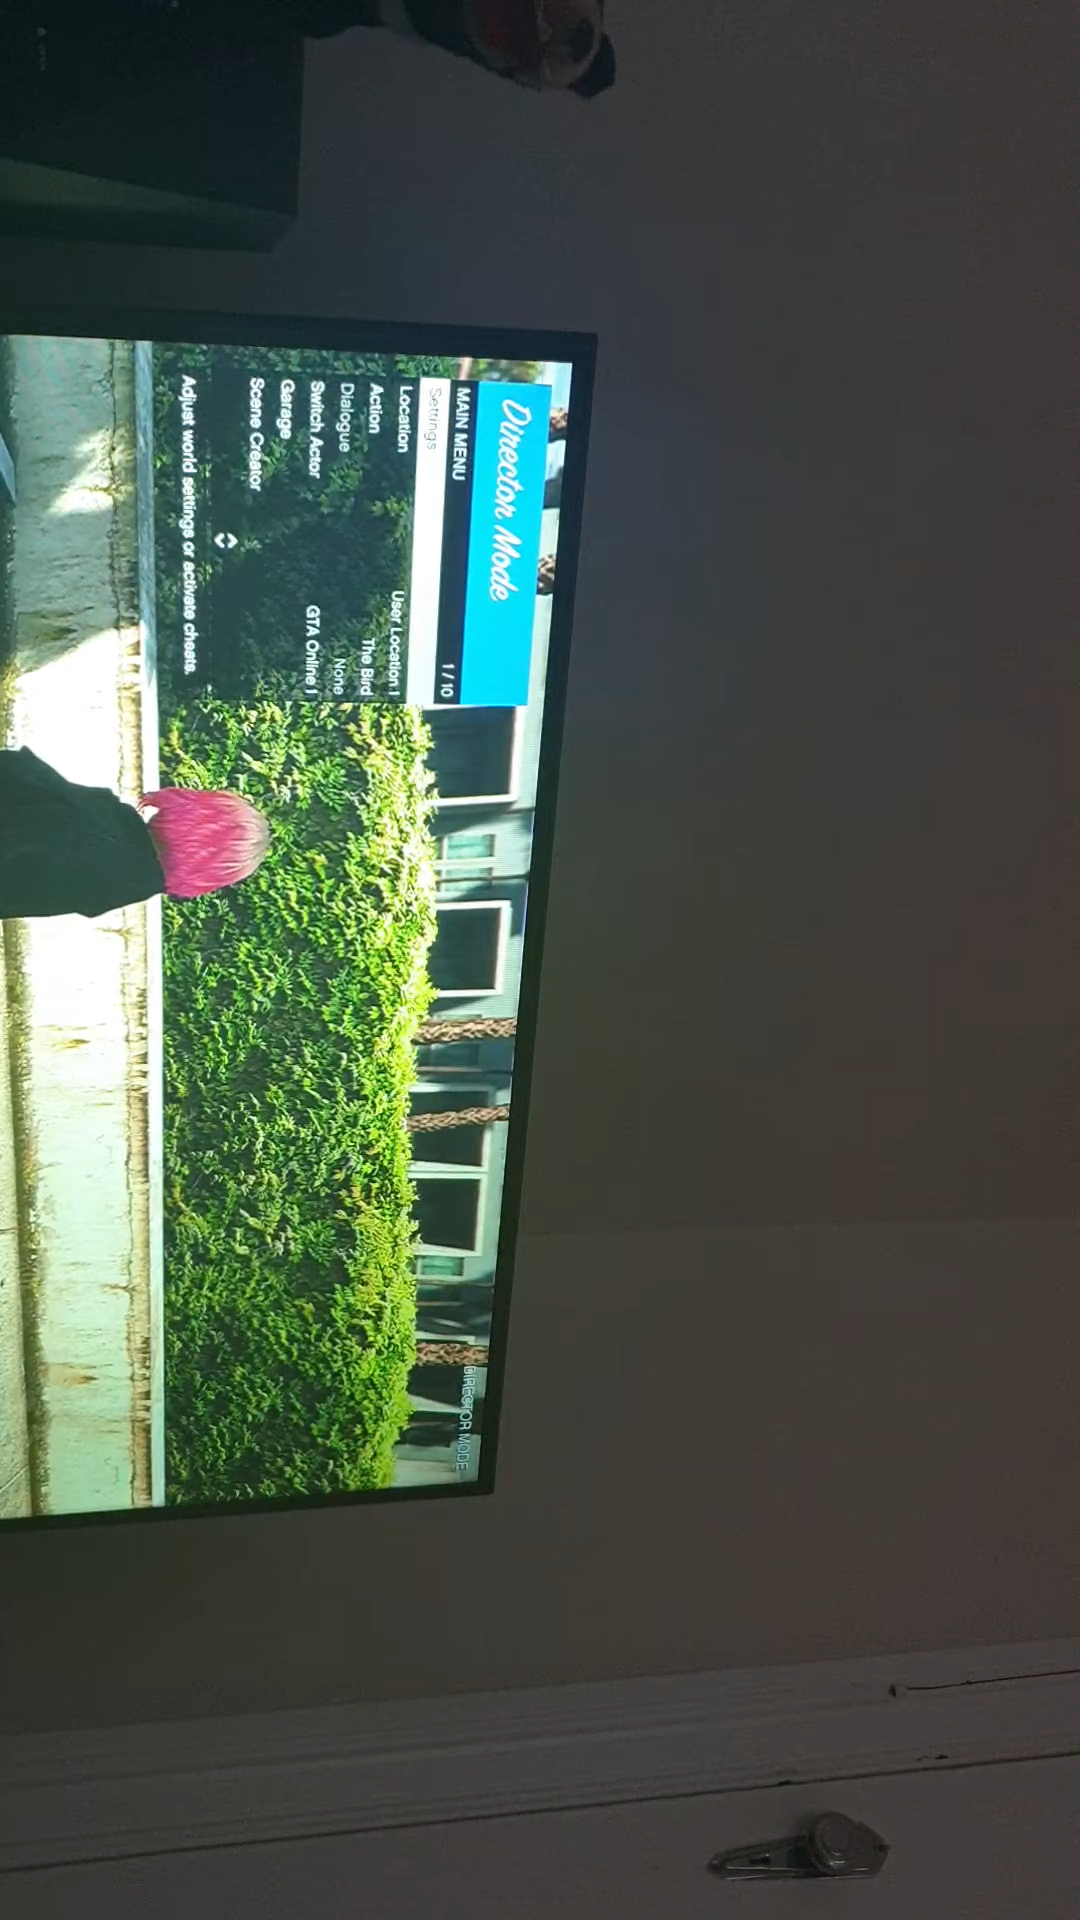 Director Mode
MAIN MENU 1 / 10
Settings
Location User Location 1
Action The Bird
Dialogue None
Switch Actor GTA Online 1
Garage
Scene Creator
Adjust world settings or activate cheats.
DIRECTOR MODE